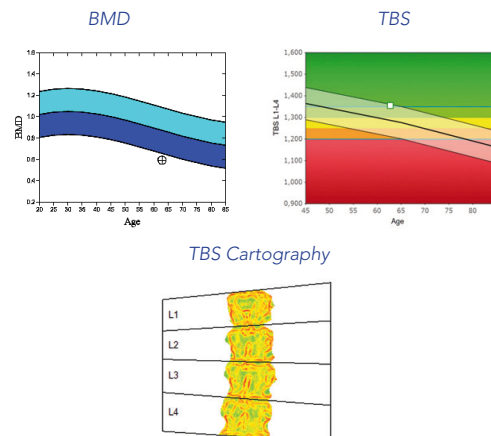 BMD
TBS
1.6
1.4
1.2
1.0
0.8
0.6
0.4
0.2
BMD
20 25 30 35 40 45 50 55 60 65 70 75 80 85
Age
1,600
1,500
1,400
1,300
1,200
1,100
1,000
0,900
TBS L1-L4
45 50 55 60 65 70 75 80
Age
TBS Cartography
L1
L2
L3
L4